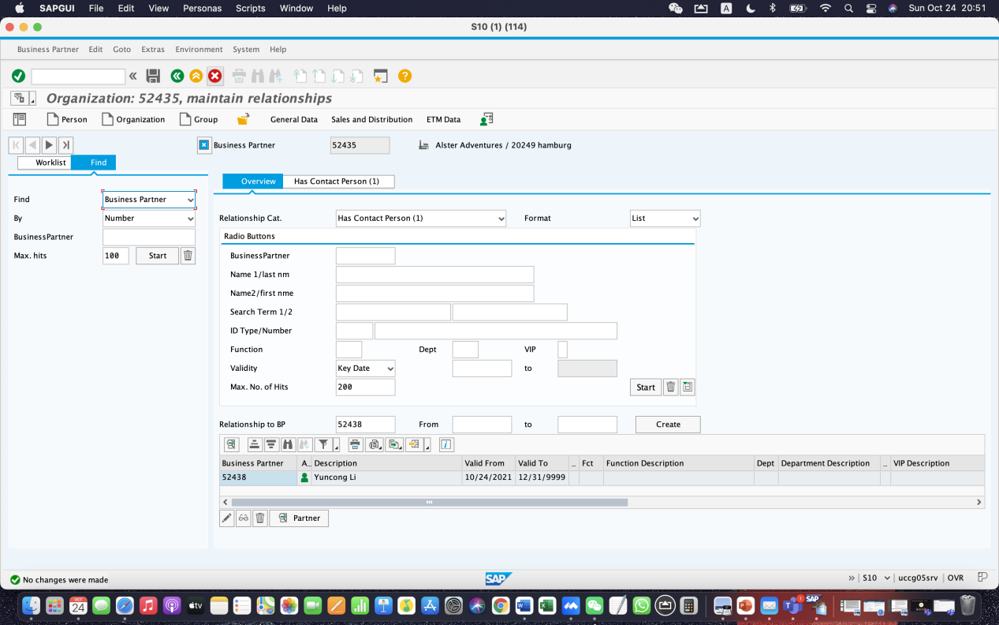 SAPGUI File Edit View Personas Scripts Window Help A Sun Oct 24 20:51
S10 (1) (114)
Business Partner Edit Goto Extras Environment System Help
Organization: 52435, maintain relationships
Person Organization Group General Data Sales and Distribution ETM Data
Business Partner 52435 Alster Adventures / 20249 hamburg
Worklist Find
Overview Has Contact Person (1)
Find Business Partner
By Number
BusinessPartner
Max. hits 100 Start
Relationship Cat. Has Contact Person (1) Format List
Radio Buttons
BusinessPartner
Name 1/last nm
Name2/first nme
Search Term 1/2
ID Type/Number
Function Dept VIP
Validity Key Date to
Max. No. of Hits 200 Start
Relationship to BP 52438 From to Create
Business Partner A.. Description Valid From Valid To .. Fct Function Description Dept Department Description .. VIP Description
52438 Yuncong Li 10/24/2021 12/31/9999
Partner
No changes were made SAP S10 uccg05srv OVR
OCT
24
tv
1
SAP